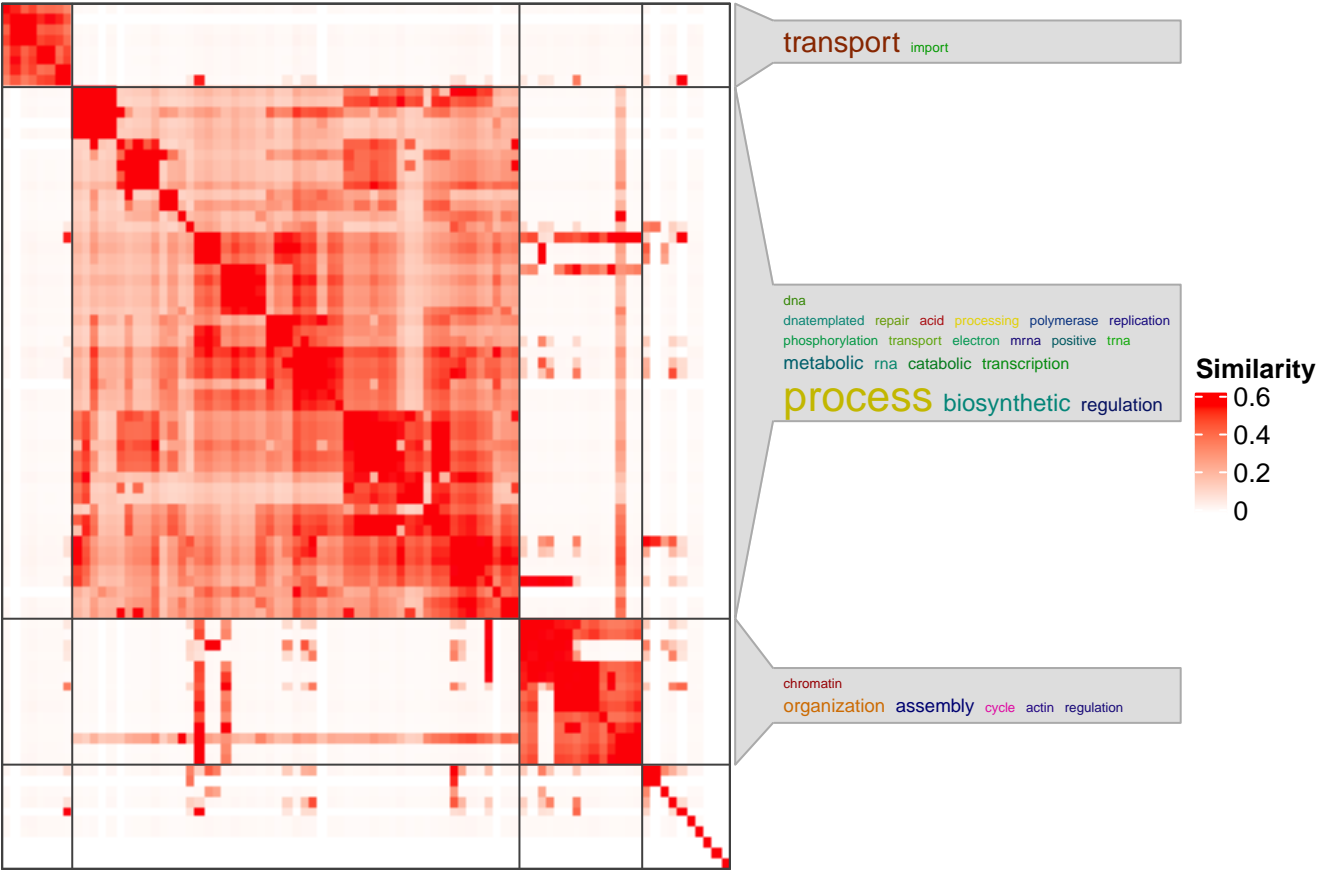 transport import
dna
dnatemplated repair acid processing polymerase replication
phosphorylation transport electron mrna positive trna
metabolic rna catabolic transcription
process biosynthetic regulation
Similarity
0.6
0.4
0.2
0
chromatin
organization assembly cycle actin regulation